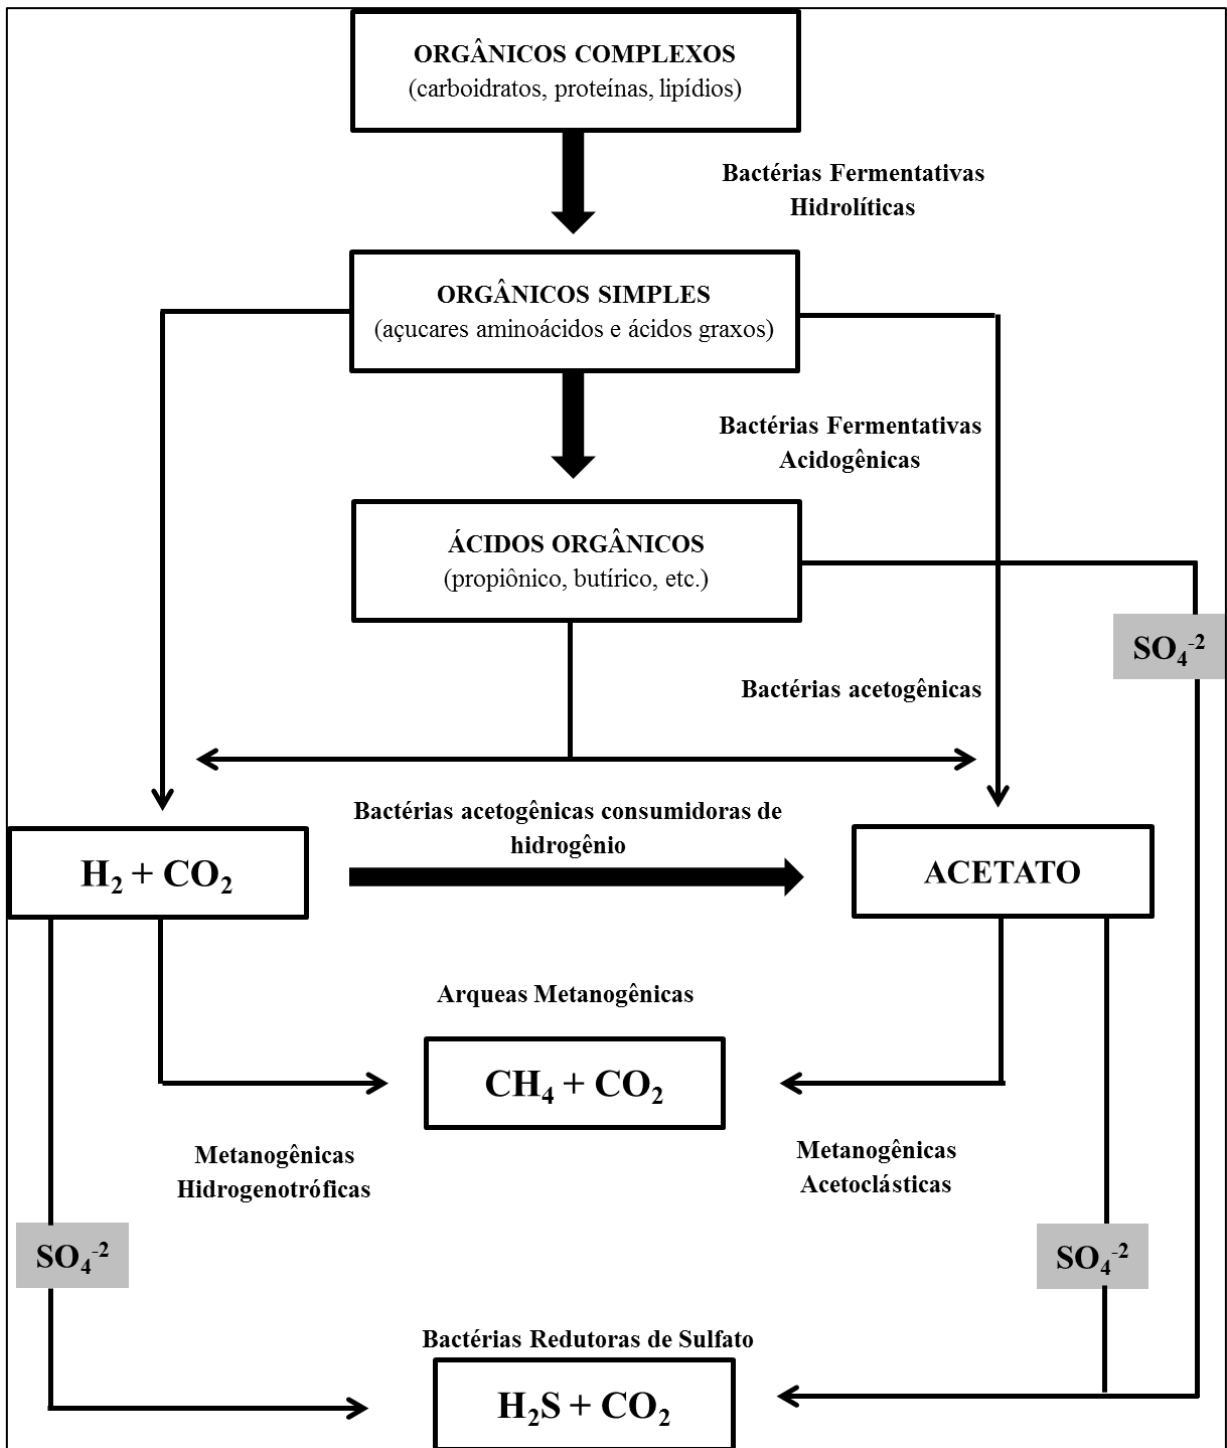 ORGÂNICOS COMPLEXOS
(carboidratos, proteínas, lipídios)
Bactérias Fermentativas
Hidrolíticas
ORGÂNICOS SIMPLES
(açucares aminoácidos e ácidos graxos)
Bactérias Fermentativas
Acidogênicas
ÁCIDOS ORGÂNICOS
(propiônico, butírico, etc.)
SO₄⁻²
Bactérias acetogênicas
Bactérias acetogênicas consumidoras de
hidrogênio
H₂ + CO₂
ACETATO
Arqueas Metanogênicas
CH₄ + CO₂
Metanogênicas
Hidrogenotróficas
Metanogênicas
Acetoclásticas
SO₄⁻²
SO₄⁻²
Bactérias Redutoras de Sulfato
H₂S + CO₂